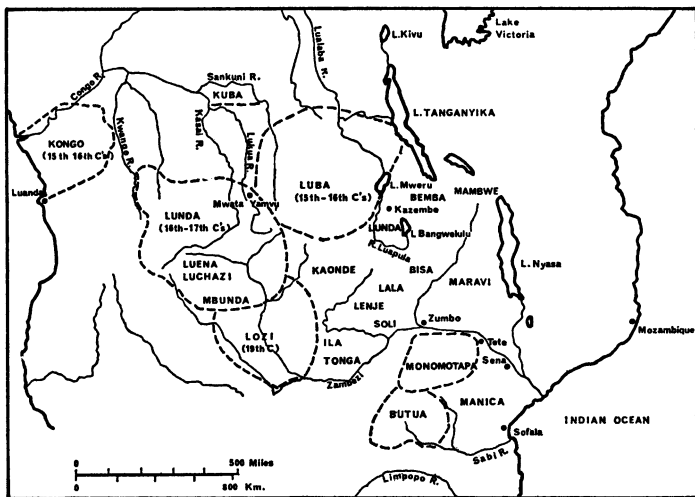 L.Kivu
Lake
Victoria
Lualaba R.
Congo R.
Sankuni R.
KUBA
L.TANGANYIKA
KONGO
(15th 16th C's)
Kwango R.
Kasai R.
Lulua R.
LUBA
(15th-16th C's)
Luanda
Mwata Yamvu
L.Mweru
BEMBA
MAMBWE
Kazembe
LUNDA
(16th-17th C's)
LUNDA
L.Bangweulu
R.Luapula
LUENA
LUCHAZI
KAONDE
BISA
MARAVI
L.Nyasa
LALA
MBUNDA
LENJE
SOLI
Zumbo
Mozambique
LOZI
(19th C)
ILA
TONGA
Zambezi
Tete
Sena
MONOMOTAPA
MANICA
BUTUA
INDIAN OCEAN
Sofala
Sabi R.
Limpopo R.
0 500 Miles
0 800 Km.